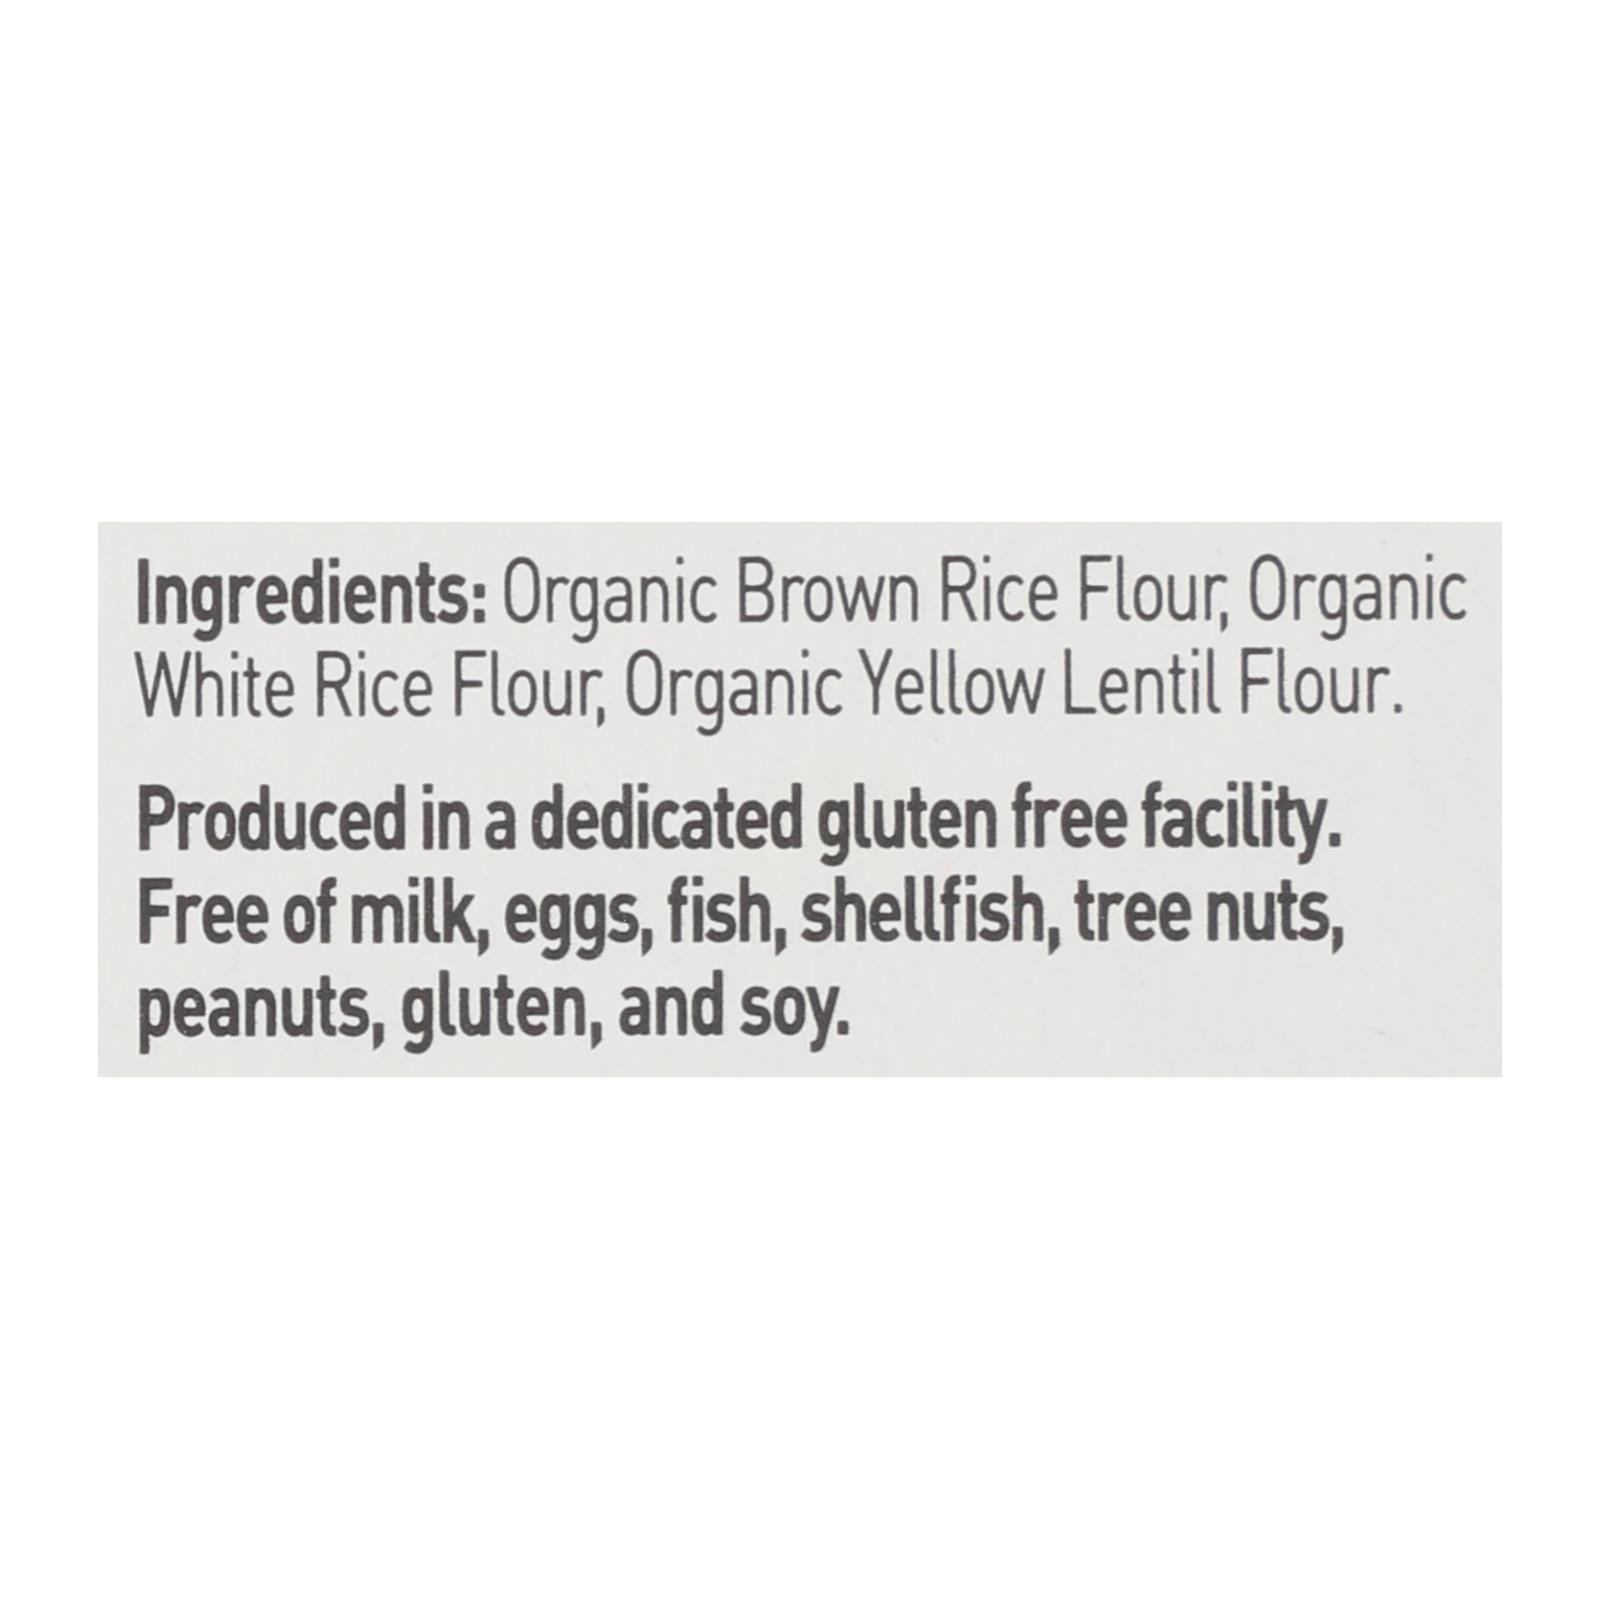 Ingredients: Organic Brown Rice Flour, Organic
White Rice Flour, Organic Yellow Lentil Flour.
Produced in a dedicated gluten free facility.
Free of milk, eggs, fish, shellfish, tree nuts,
peanuts, gluten, and soy.